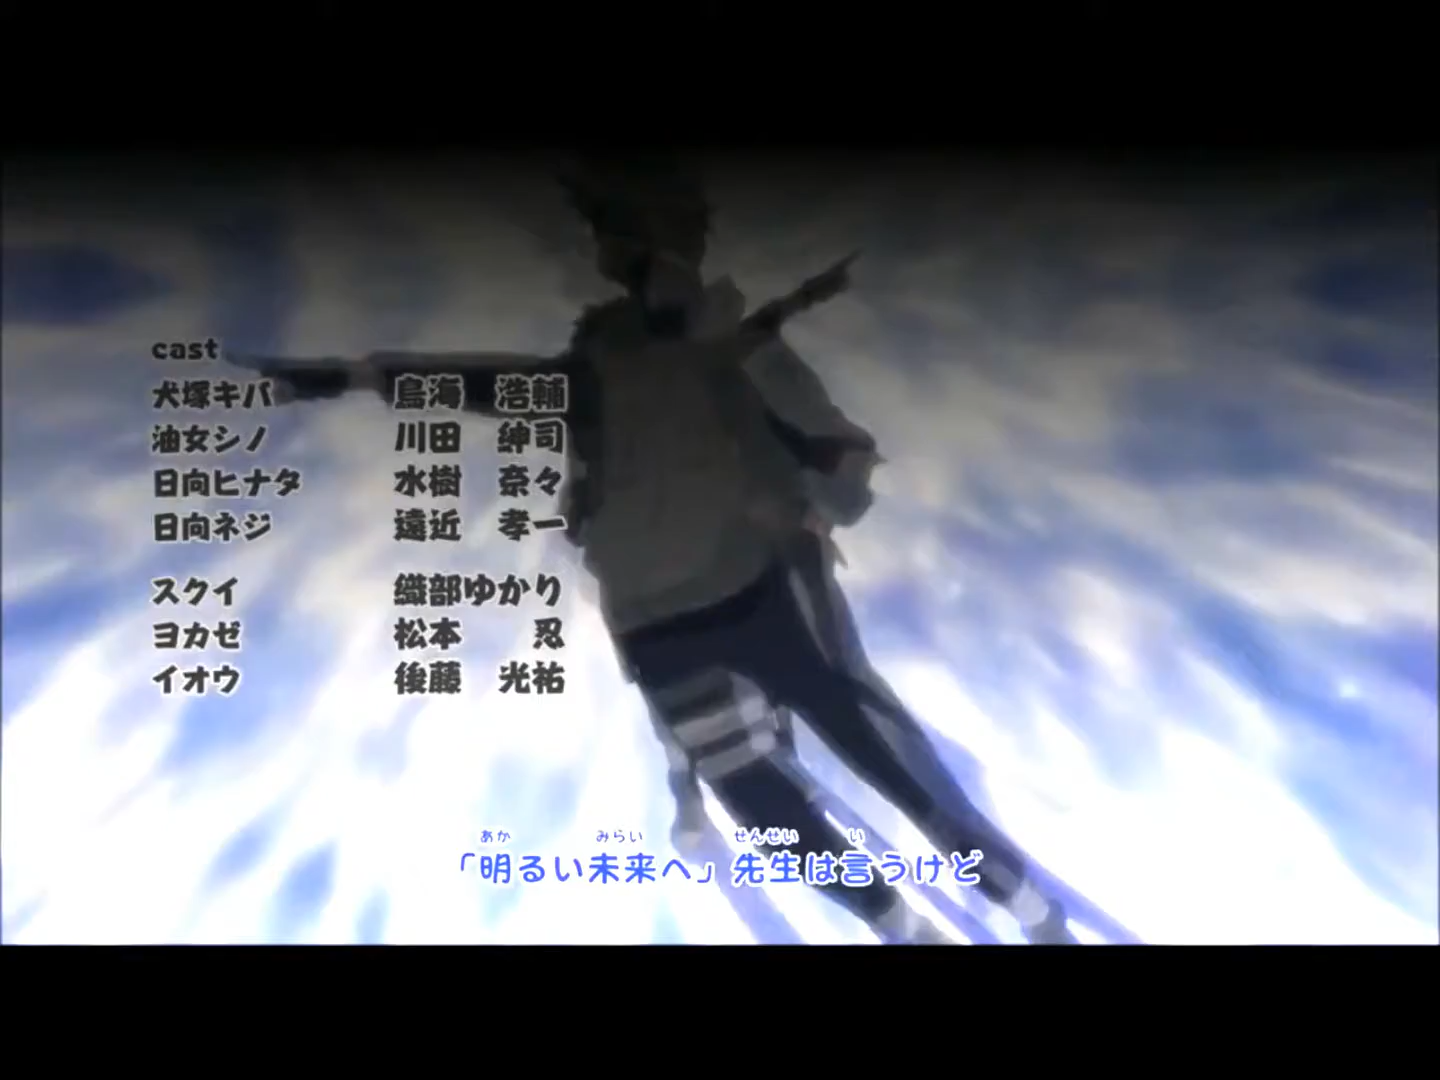 cast
犬塚キバ 鳥海 浩輔
油女シノ 川田 紳司
日向ヒナタ 水樹 奈々
日向ネジ 遠近 孝一
スクイ 織部ゆかり
ヨカゼ 松本 忍
イオウ 後藤 光祐
あか みらい せんせい い
「明るい未来へ」先生は言うけど